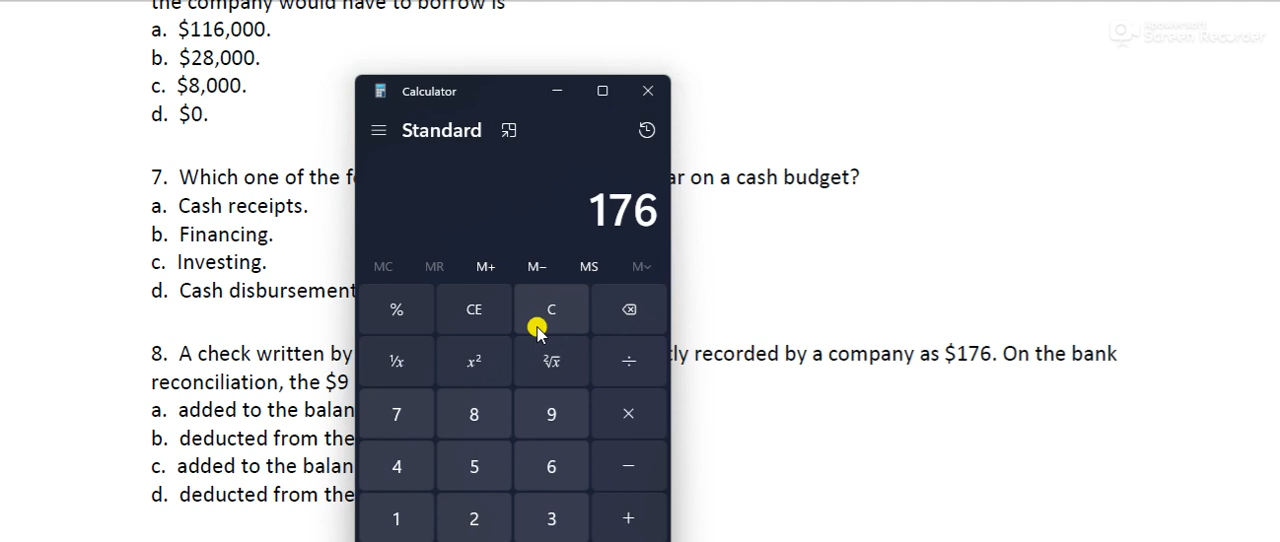 the company would have to borrow is
a. $116,000.
b. $28,000.
c. $8,000.
d. $0.
7. Which one of the f ar on a cash budget?
a. Cash receipts.
b. Financing.
c. Investing.
d. Cash disbursement
8. A check written by tly recorded by a company as $176. On the bank
reconciliation, the $9
a. added to the balan
b. deducted from the
c. added to the balan
d. deducted from the
Calculator
Standard
176
MC MR M+ M− MS M
% CE C
1/x x² ²√x ÷
7 8 9 ×
4 5 6 −
1 2 3 +
Apowersoft
Screen Recorder